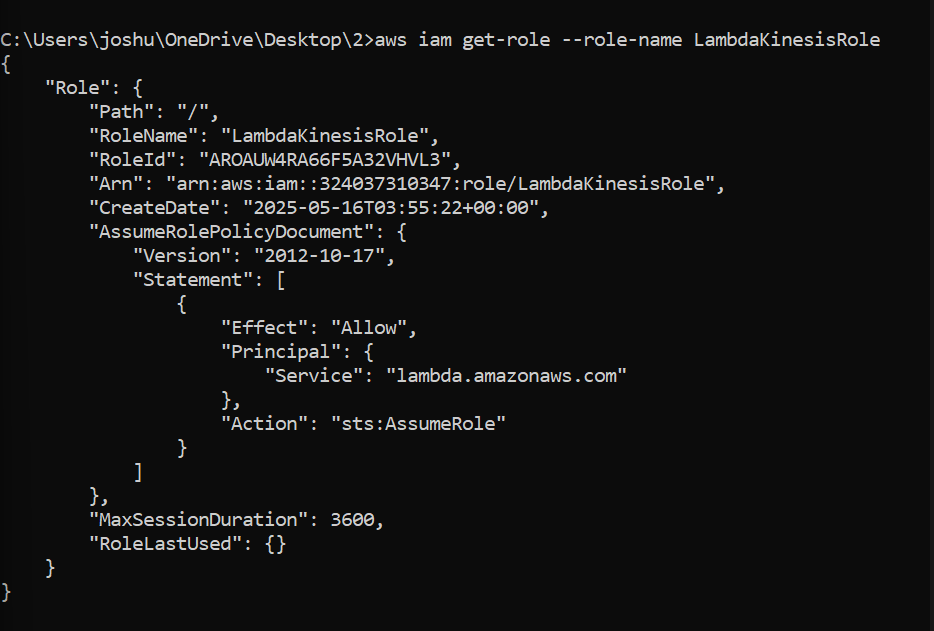 C:\Users\joshu\OneDrive\Desktop\2>aws iam get-role --role-name LambdaKinesisRole
{
    "Role": {
        "Path": "/",
        "RoleName": "LambdaKinesisRole",
        "RoleId": "AROAUW4RA66F5A32VHVL3",
        "Arn": "arn:aws:iam::324037310347:role/LambdaKinesisRole",
        "CreateDate": "2025-05-16T03:55:22+00:00",
        "AssumeRolePolicyDocument": {
            "Version": "2012-10-17",
            "Statement": [
                {
                    "Effect": "Allow",
                    "Principal": {
                        "Service": "lambda.amazonaws.com"
                    },
                    "Action": "sts:AssumeRole"
                }
            ]
        },
        "MaxSessionDuration": 3600,
        "RoleLastUsed": {}
    }
}